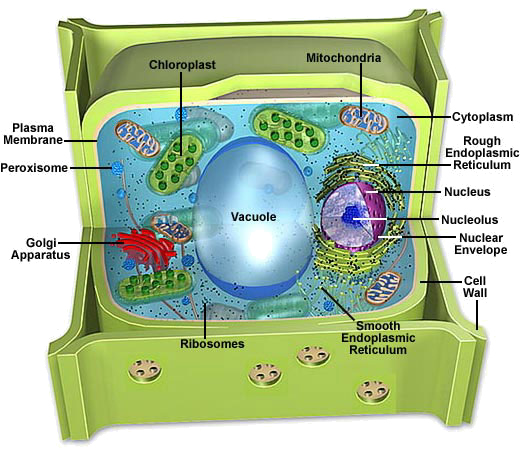 Mitochondria
Chloroplast
Cytoplasm
Plasma
Membrane
Rough
Endoplasmic
Reticulum
Peroxisome
Nucleus
Vacuole
Nucleolus
Nuclear
Envelope
Golgi
Apparatus
Cell
Wall
Smooth
Endoplasmic
Reticulum
Ribosomes